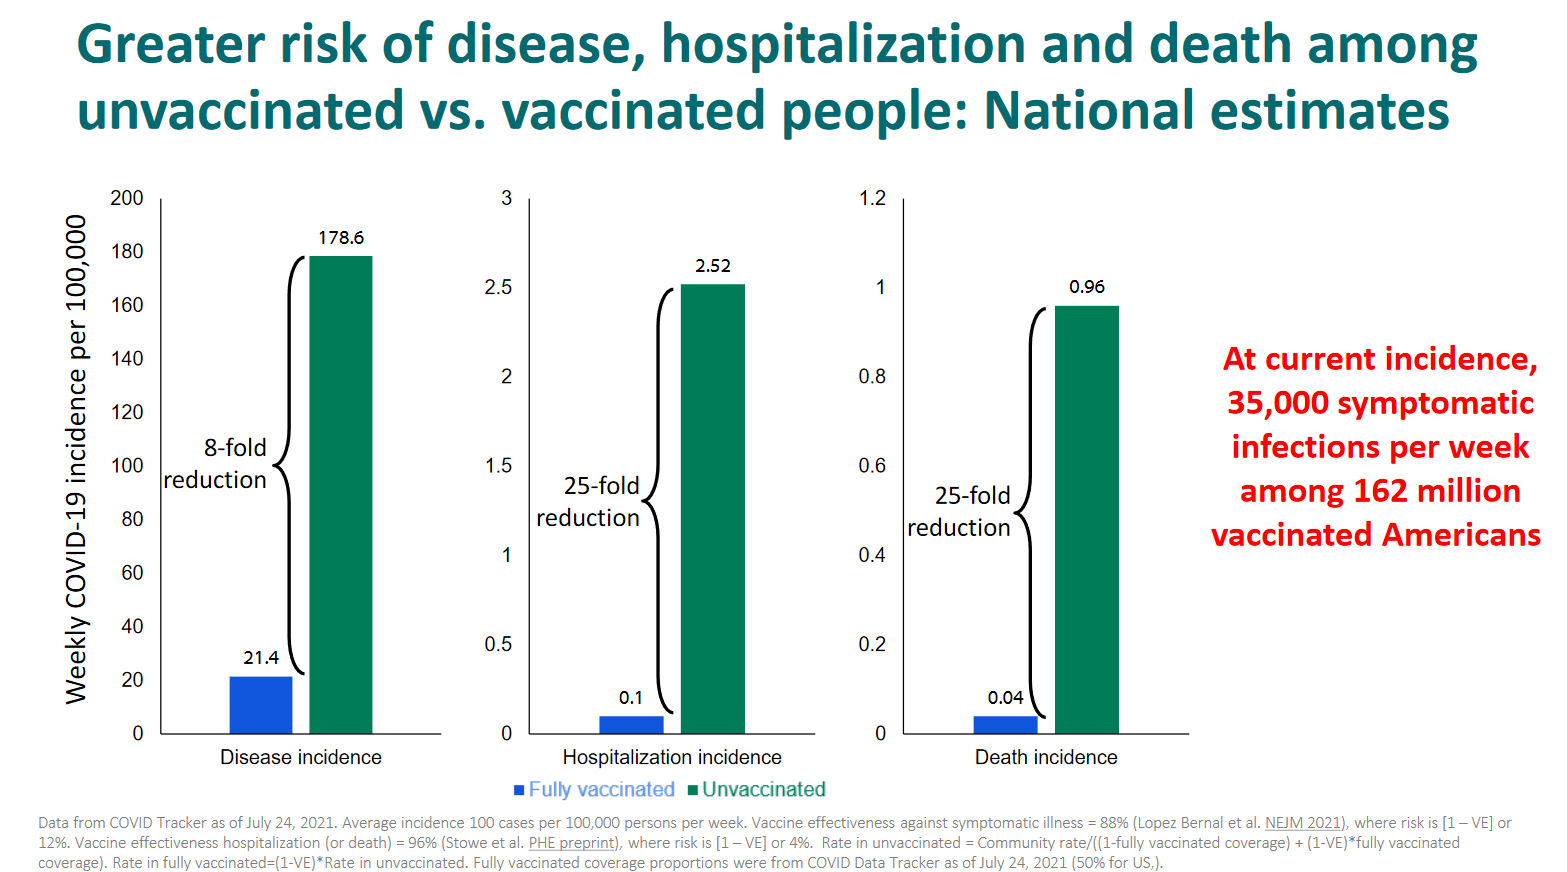 Greater risk of disease, hospitalization and death among
unvaccinated vs. vaccinated people: National estimates
Weekly COVID-19 incidence per 100,000
200
180
160
140
120
100
80
60
40
20
0
178.6
21.4
8-fold
reduction
Disease incidence
3
2.5
2
1.5
1
0.5
0
2.52
0.1
25-fold
reduction
Hospitalization incidence
1.2
1
0.8
0.6
0.4
0.2
0
0.96
0.04
25-fold
reduction
Death incidence
At current incidence,
35,000 symptomatic
infections per week
among 162 million
vaccinated Americans
Fully vaccinated Unvaccinated
Data from COVID Tracker as of July 24, 2021. Average incidence 100 cases per 100,000 persons per week. Vaccine effectiveness against symptomatic illness = 88% (Lopez Bernal et al. NEJM 2021), where risk is [1 – VE] or
12%. Vaccine effectiveness hospitalization (or death) = 96% (Stowe et al. PHE preprint), where risk is [1 – VE] or 4%. Rate in unvaccinated = Community rate/((1-fully vaccinated coverage) + (1-VE)*fully vaccinated
coverage). Rate in fully vaccinated=(1-VE)*Rate in unvaccinated. Fully vaccinated coverage proportions were from COVID Data Tracker as of July 24, 2021 (50% for US,).